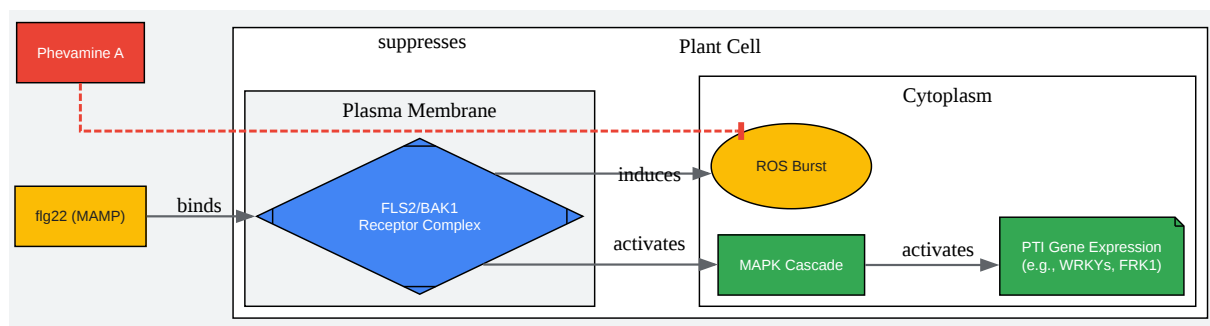 Phevamine A
suppresses
Plant Cell
Plasma Membrane
Cytoplasm
flg22 (MAMP)
binds
FLS2/BAK1
Receptor Complex
induces
ROS Burst
activates
MAPK Cascade
activates
PTI Gene Expression
(e.g., WRKYs, FRK1)